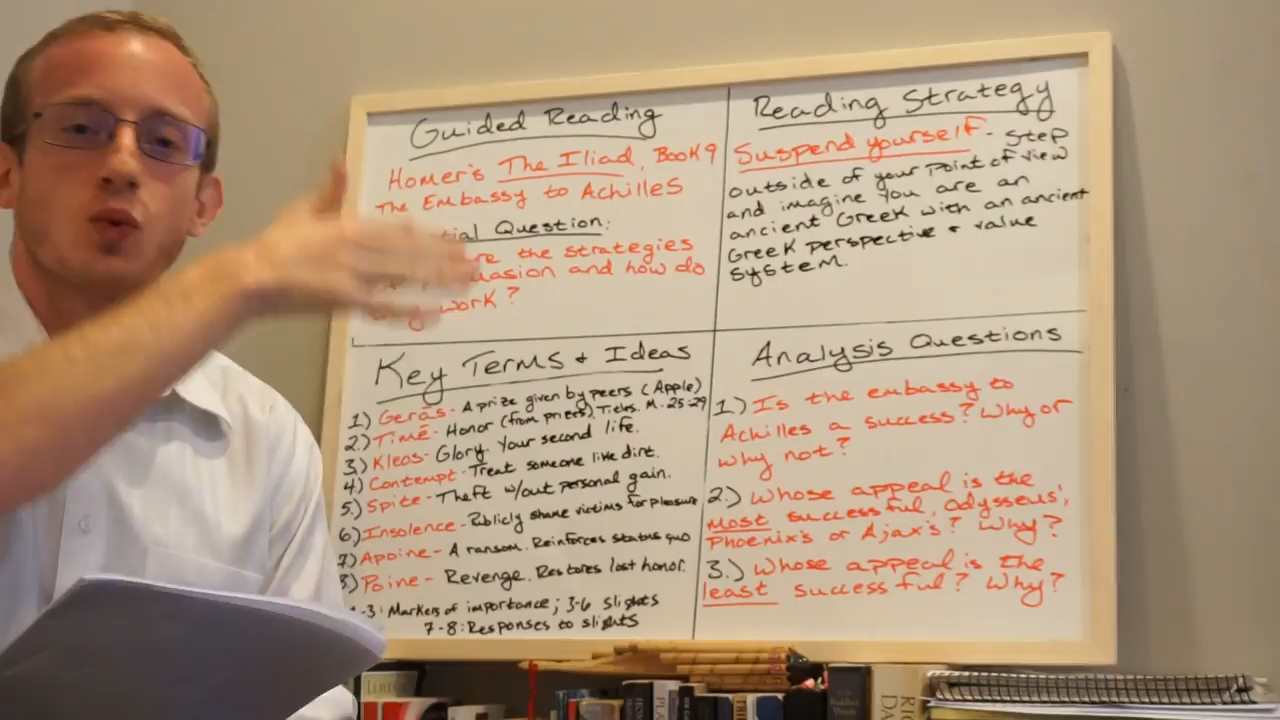 Guided Reading
Homer's The Iliad, Book 9
The Embassy to Achilles
Question:
the strategies
and how do
work?
Reading Strategy
Suspend yourself - Step
outside of your point of view
and imagine you are an
ancient Greek with an ancient
Greek perspective + value
system.
Key Terms + Ideas
1) Geras - A prize given by peers (Apple)
2.) Timē - Honor (from prizes) Titles. M. 25:29
3.) Kleos - Glory. Your second life.
4) Contempt - Treat someone like dirt.
5.) Spite - Theft w/out personal gain.
6.) Insolence - Publicly shame victims for pleasure
7) Apoine - A ransom. Reinforces status quo
8) Poine - Revenge. Restores lost honor.
1-3: Markers of importance; 3-6 slights
7-8: Responses to slights
Analysis Questions
1) Is the embassy to
Achilles a success? Why or
why not?
2.) Whose appeal is the
most successful, Odysseus',
Phoenix's or Ajax's? Why?
3.) Whose appeal is the
least successful? Why?